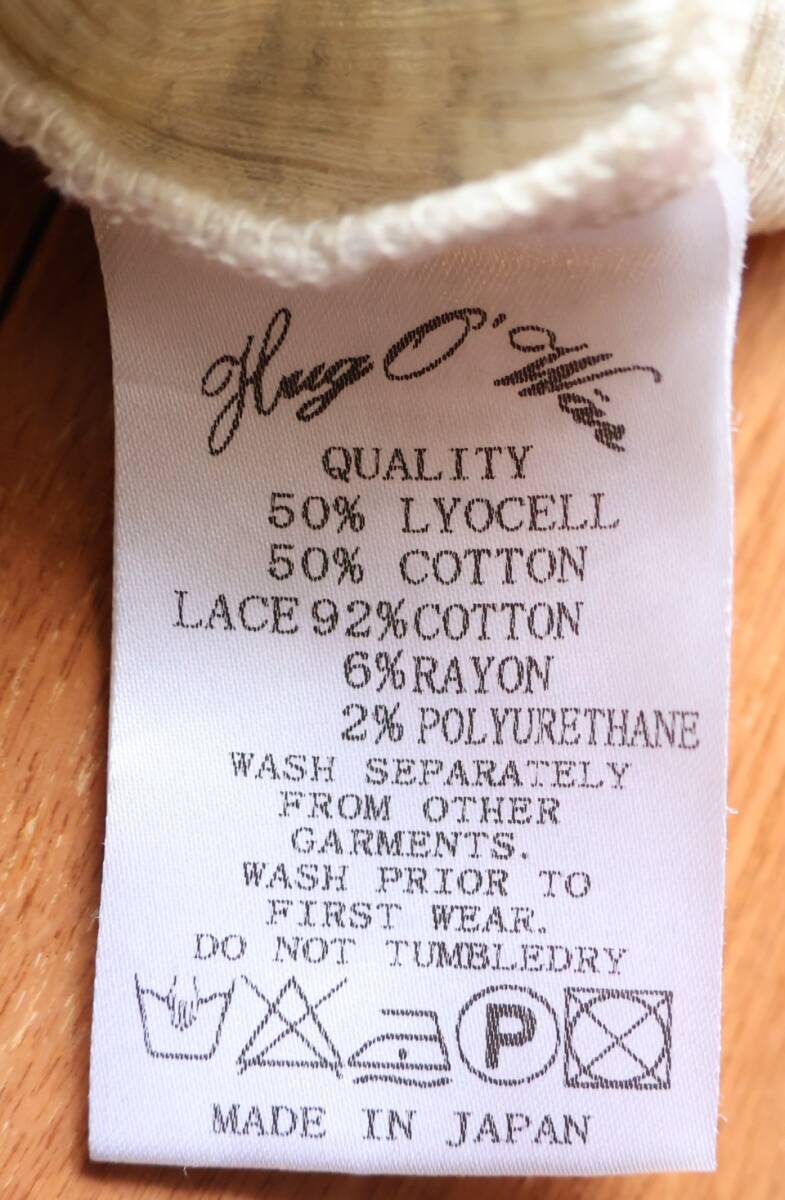 Hug O' Wär
QUALITY
50% LYOCELL
50% COTTON
LACE 92% COTTON
6% RAYON
2% POLYURETHANE
WASH SEPARATELY
FROM OTHER
GARMENTS.
WASH PRIOR TO
FIRST WEAR.
DO NOT TUMBLEDRY
P
MADE IN JAPAN